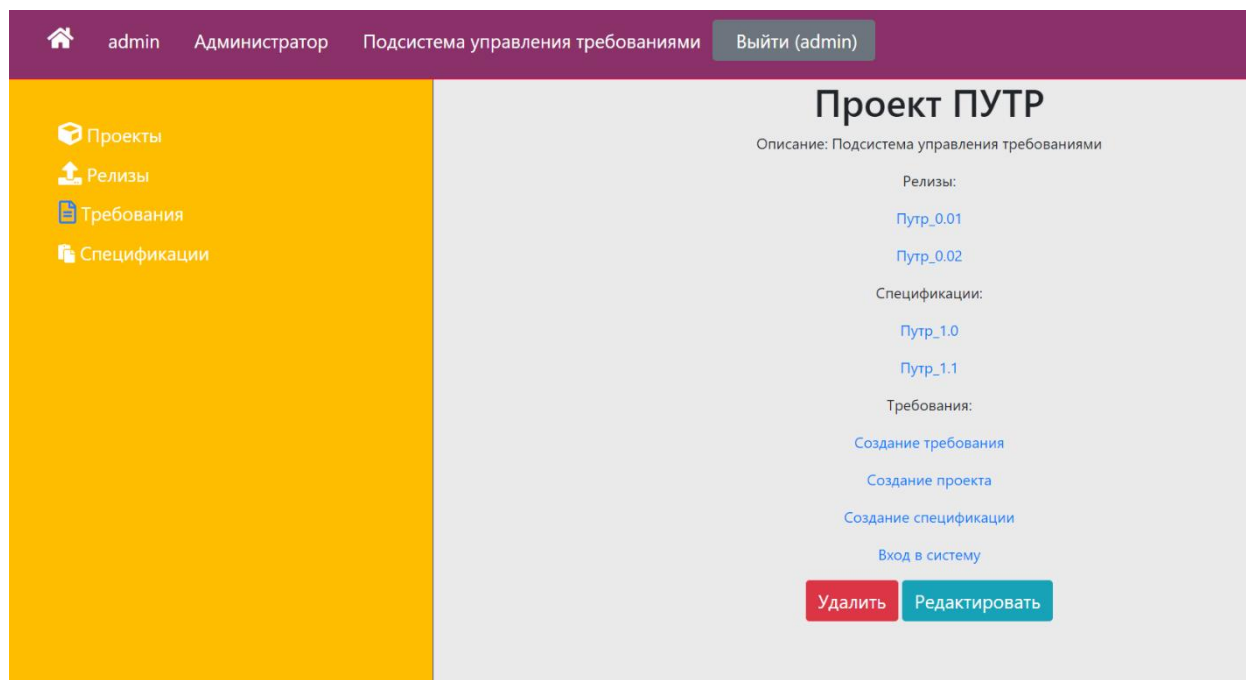 admin Администратор Подсистема управления требованиями Выйти (admin)
Проекты
Релизы
Требования
Спецификации
Проект ПУТР
Описание: Подсистема управления требованиями
Релизы:
Путр_0.01
Путр_0.02
Спецификации:
Путр_1.0
Путр_1.1
Требования:
Создание требования
Создание проекта
Создание спецификации
Вход в систему
Удалить Редактировать